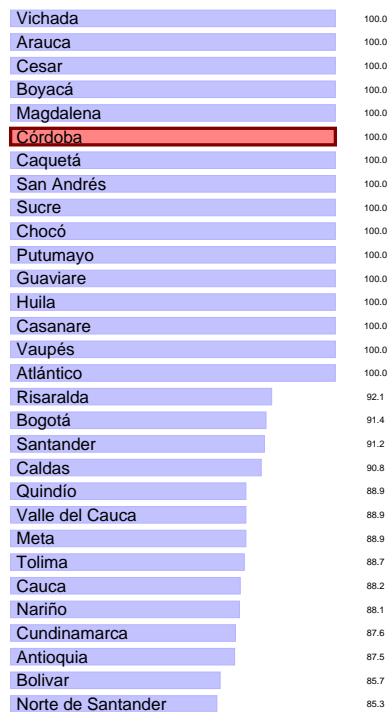 Vichada 100.0
Arauca 100.0
Cesar 100.0
Boyacá 100.0
Magdalena 100.0
Córdoba 100.0
Caquetá 100.0
San Andrés 100.0
Sucre 100.0
Chocó 100.0
Putumayo 100.0
Guaviare 100.0
Huila 100.0
Casanare 100.0
Vaupés 100.0
Atlántico 100.0
Risaralda 92.1
Bogotá 91.4
Santander 91.2
Caldas 90.8
Quindío 88.9
Valle del Cauca 88.9
Meta 88.9
Tolima 88.7
Cauca 88.2
Nariño 88.1
Cundinamarca 87.6
Antioquia 87.5
Bolivar 85.7
Norte de Santander 85.3